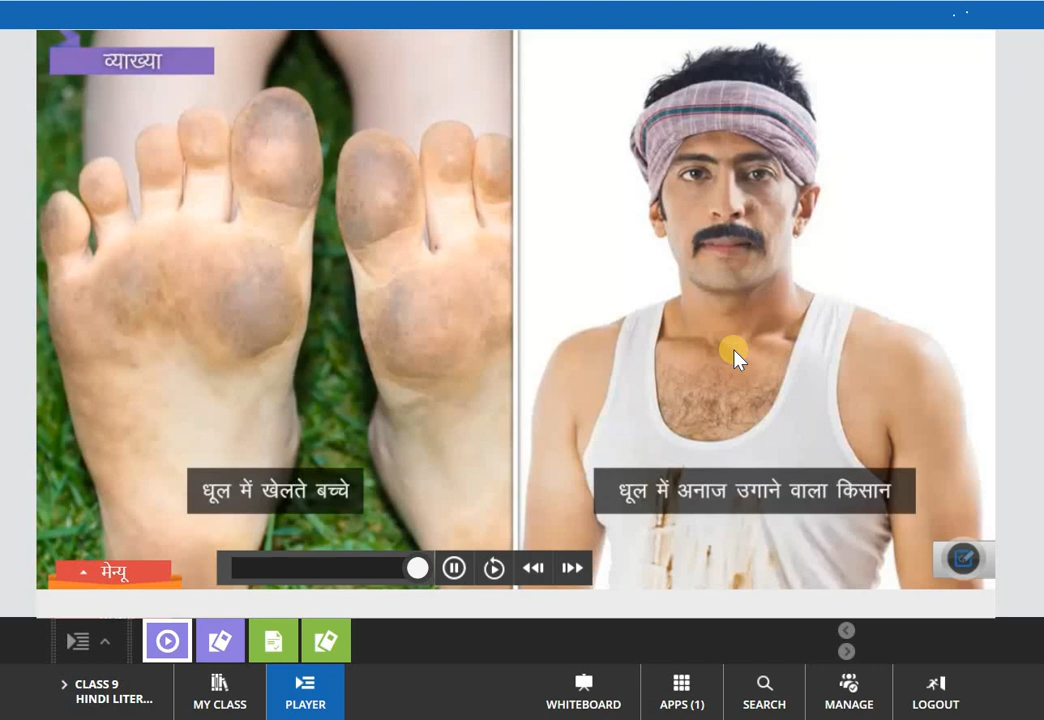 व्याख्या
धूल में खेलते बच्चे
धूल में अनाज उगाने वाला किसान
मेन्यू
CLASS 9
HINDI LITER...
MY CLASS
PLAYER
WHITEBOARD
APPS (1)
SEARCH
MANAGE
LOGOUT